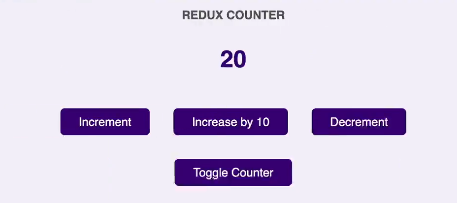 REDUX COUNTER
20
Increment Increase by 10 Decrement
Toggle Counter